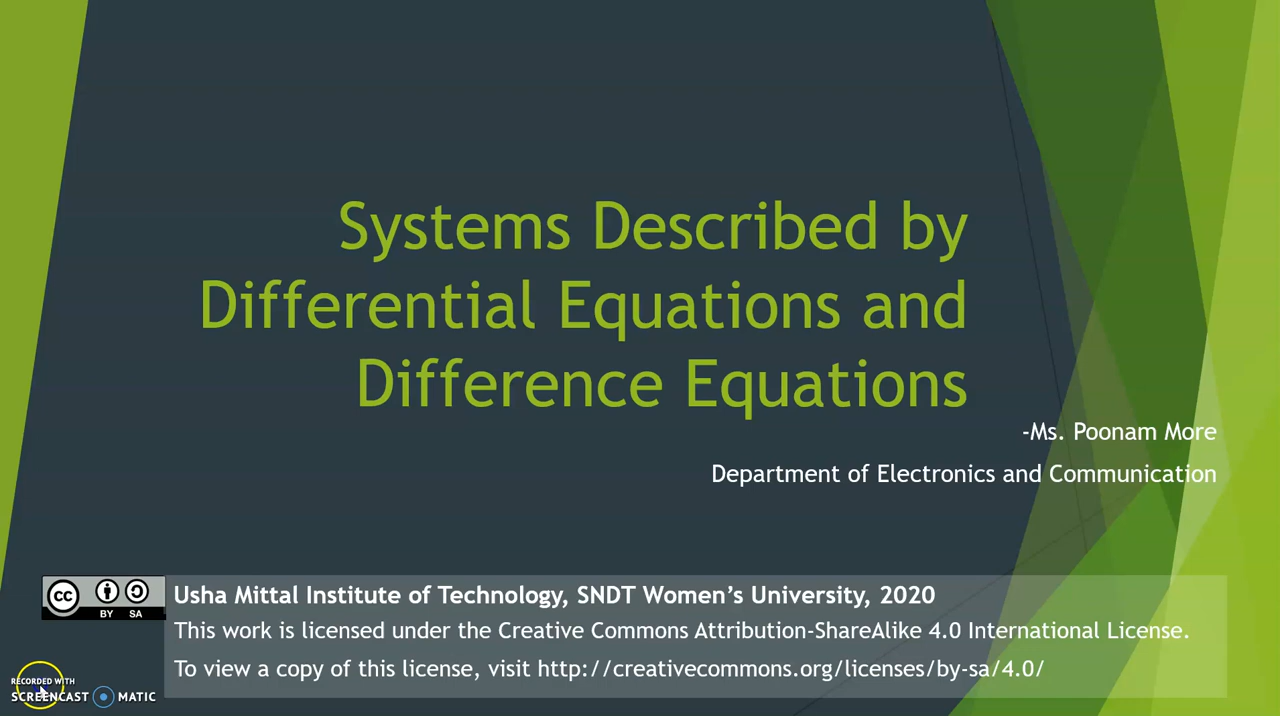 Systems Described by
Differential Equations and
Difference Equations
-Ms. Poonam More
Department of Electronics and Communication
cc
BY SA
Usha Mittal Institute of Technology, SNDT Women’s University, 2020
This work is licensed under the Creative Commons Attribution-ShareAlike 4.0 International License.
To view a copy of this license, visit http://creativecommons.org/licenses/by-sa/4.0/
RECORDED WITH
SCREENCAST MATIC